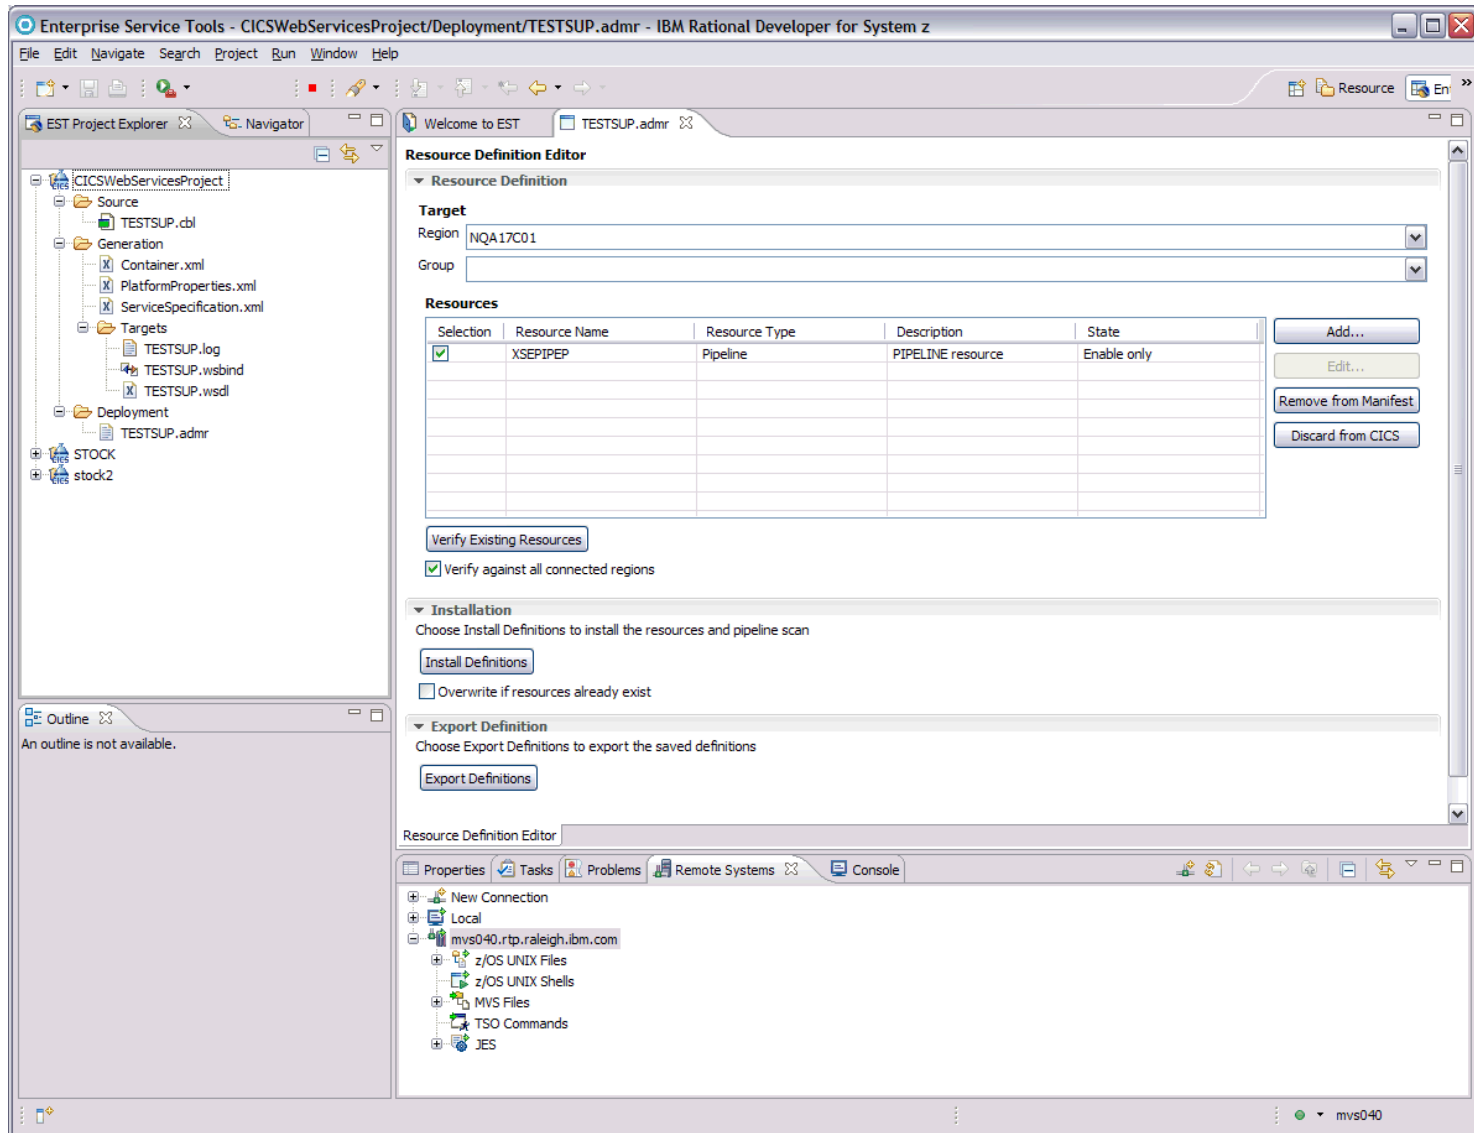 Enterprise Service Tools - CICSWebServicesProject/Deployment/TESTSUP.admr - IBM Rational Developer for System z
File Edit Navigate Search Project Run Window Help
Resource En »
EST Project Explorer Navigator
CICSWebServicesProject
Source
TESTSUP.cbl
Generation
Container.xml
PlatformProperties.xml
ServiceSpecification.xml
Targets
TESTSUP.log
TESTSUP.wsbind
TESTSUP.wsdl
Deployment
TESTSUP.admr
STOCK
stock2
Outline
An outline is not available.
Welcome to EST TESTSUP.admr
Resource Definition Editor
Resource Definition
Target
Region NQA17C01
Group
Resources
Selection Resource Name Resource Type Description State
XSEPIPEP Pipeline PIPELINE resource Enable only
Add...
Edit...
Remove from Manifest
Discard from CICS
Verify Existing Resources
Verify against all connected regions
Installation
Choose Install Definitions to install the resources and pipeline scan
Install Definitions
Overwrite if resources already exist
Export Definition
Choose Export Definitions to export the saved definitions
Export Definitions
Resource Definition Editor
Properties Tasks Problems Remote Systems Console
New Connection
Local
mvs040.rtp.raleigh.ibm.com
z/OS UNIX Files
z/OS UNIX Shells
MVS Files
TSO Commands
JES
mvs040